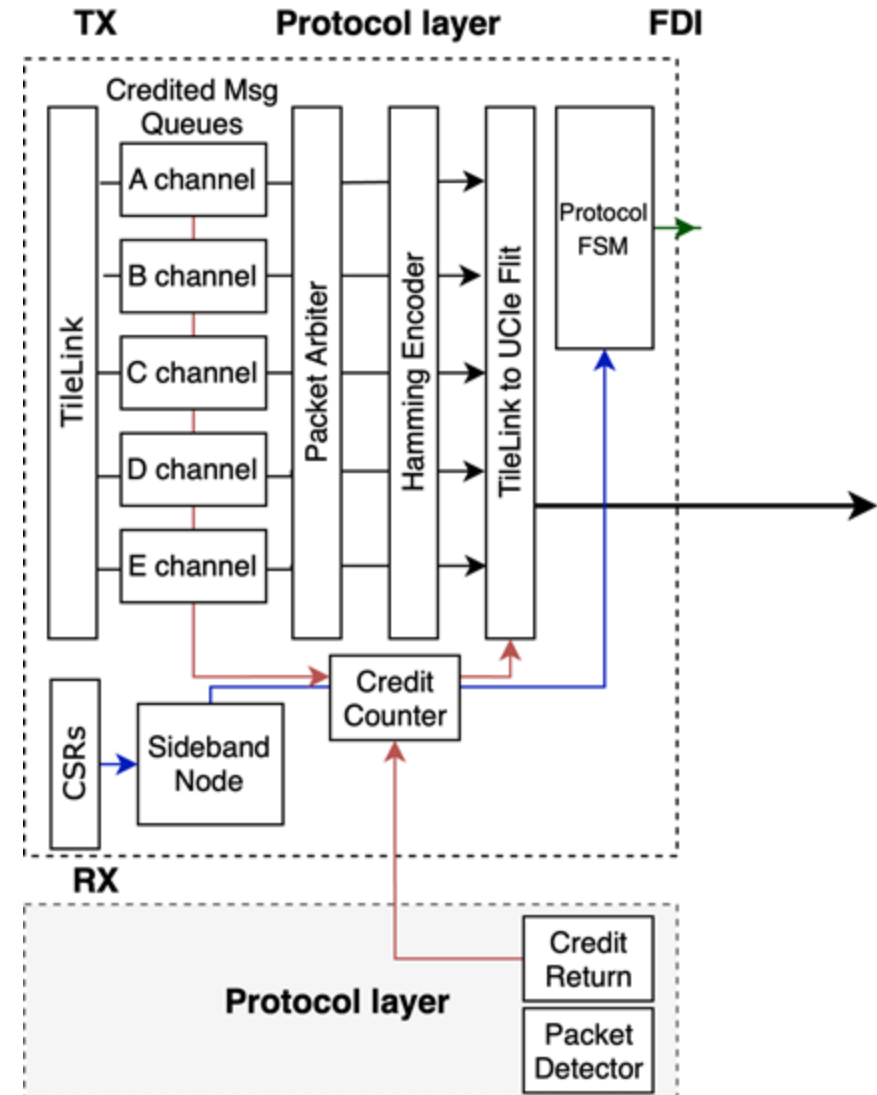 TX
Protocol layer
FDI
Credited Msg
Queues
TileLink
A channel
B channel
C channel
D channel
E channel
Packet Arbiter
Hamming Encoder
TileLink to UCIe Flit
Protocol
FSM
Credit
Counter
CSRs
Sideband
Node
RX
Protocol layer
Credit
Return
Packet
Detector